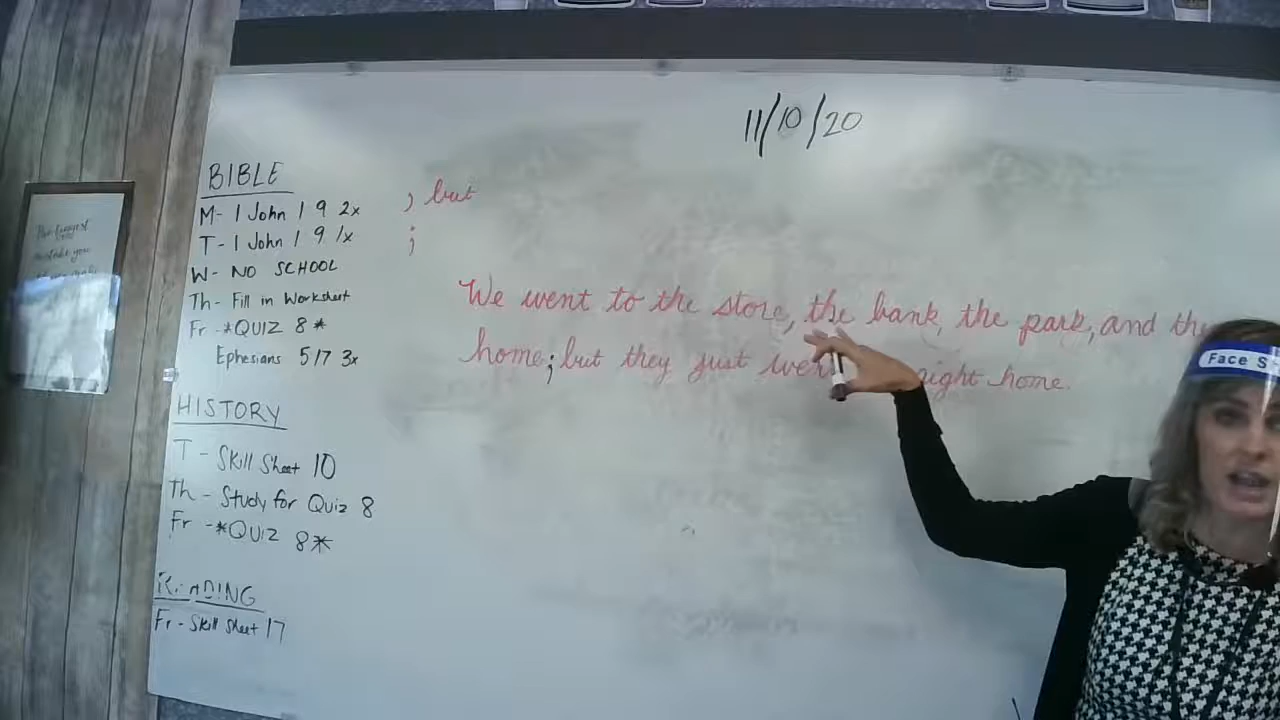 11/10/20
BIBLE
M- 1 John 1 9 2x
T- 1 John 1 9 1x
W- NO SCHOOL
Th- Fill in Worksheet
Fr - *QUIZ 8*
Ephesians 5 17 3x
HISTORY
T - Skill Sheet 10
Th - Study for Quiz 8
Fr - *QUIZ 8*
READING
Fr - Skill Sheet 17
, but
;
We went to the store, the bank, the park, and the
home; but they just went home.
Face S